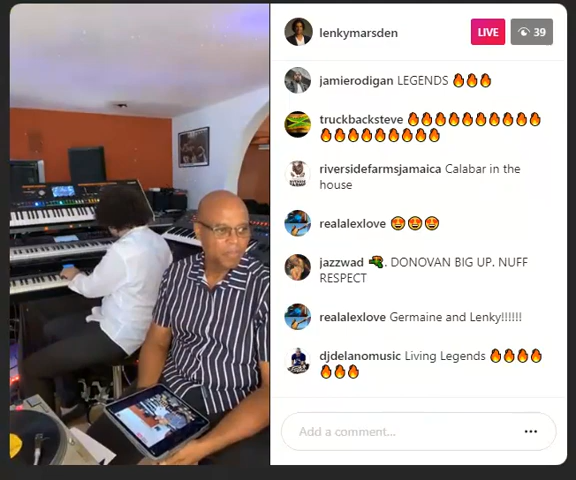 lenkymarsden LIVE 39
jamierodigan LEGENDS 🔥🔥🔥
truckbacksteve 🔥🔥🔥🔥🔥🔥🔥🔥🔥🔥
🔥🔥🔥🔥🔥🔥🔥🔥🔥
riversidefarmsjamaica Calabar in the
house
realalexlove 🤩🤩🤩
jazzwad 🔫. DONOVAN BIG UP. NUFF
RESPECT
realalexlove Germaine and Lenky!!!!!!
djdelanomusic Living Legends 🔥🔥🔥🔥
🔥🔥🔥
Add a comment... •••